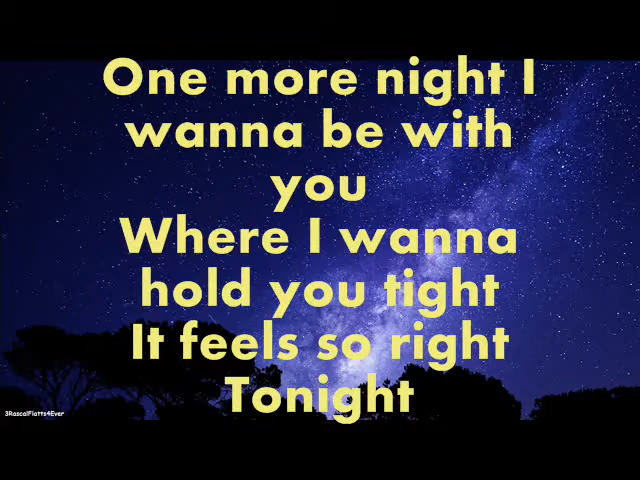 One more night I
wanna be with
you
Where I wanna
hold you tight
It feels so right
Tonight
3RascalFlatts4Ever